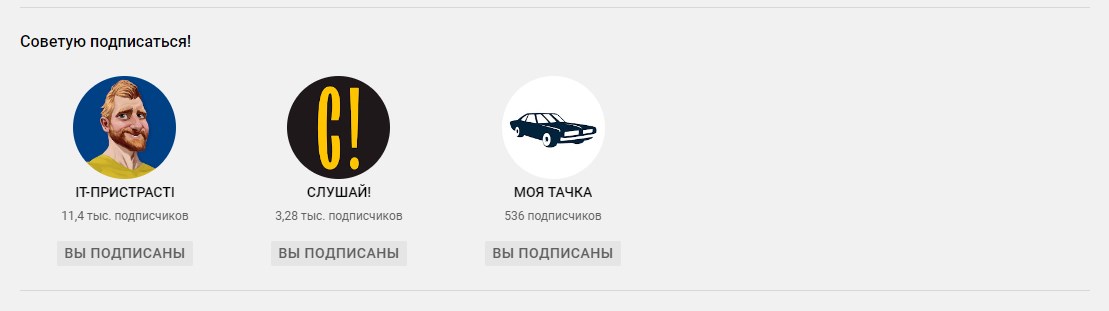 Советую подписаться!
С!
ІТ-ПРИСТРАСТІ
СЛУШАЙ!
МОЯ ТАЧКА
11,4 тыс. подписчиков
3,28 тыс. подписчиков
536 подписчиков
ВЫ ПОДПИСАНЫ
ВЫ ПОДПИСАНЫ
ВЫ ПОДПИСАНЫ